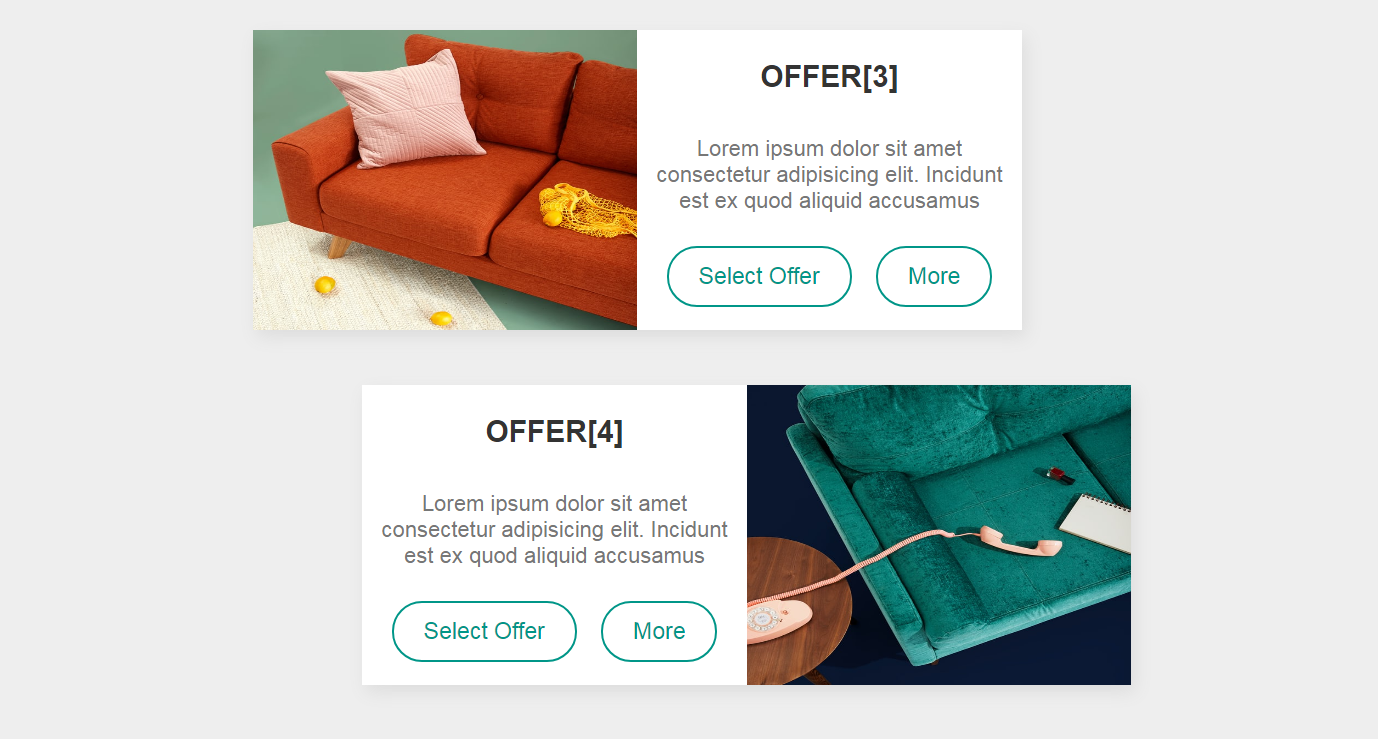 OFFER[3]
Lorem ipsum dolor sit amet
consectetur adipisicing elit. Incidunt
est ex quod aliquid accusamus
Select Offer More
OFFER[4]
Lorem ipsum dolor sit amet
consectetur adipisicing elit. Incidunt
est ex quod aliquid accusamus
Select Offer More